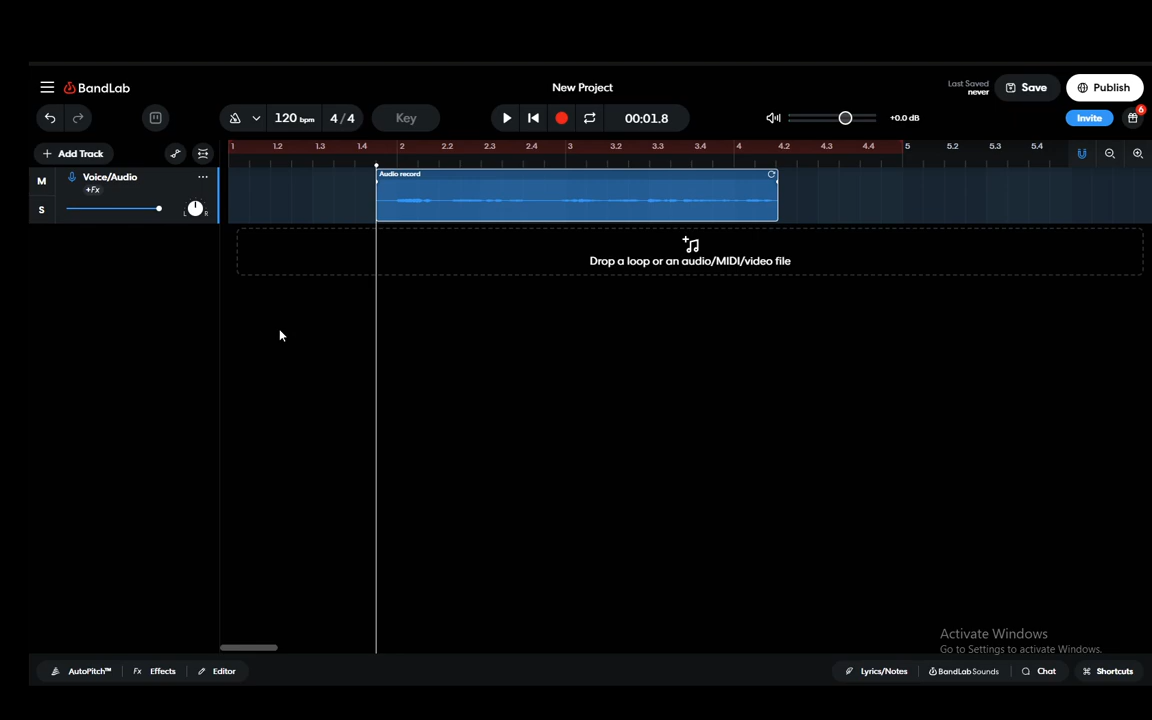 BandLab
New Project
Last Saved
never
Save
Publish
120 bpm
4/4
Key
00:01.8
+0.0 dB
Invite
6
+ Add Track
1 1.2 1.3 1.4 2 2.2 2.3 2.4 3 3.2 3.3 3.4 4 4.2 4.3 4.4 5 5.2 5.3 5.4
M
Voice/Audio
+Fx
S
L R
Audio record
Drop a loop or an audio/MIDI/video file
Activate Windows
Go to Settings to activate Windows.
AutoPitch™
Fx Effects
Editor
Lyrics/Notes
BandLab Sounds
Chat
Shortcuts